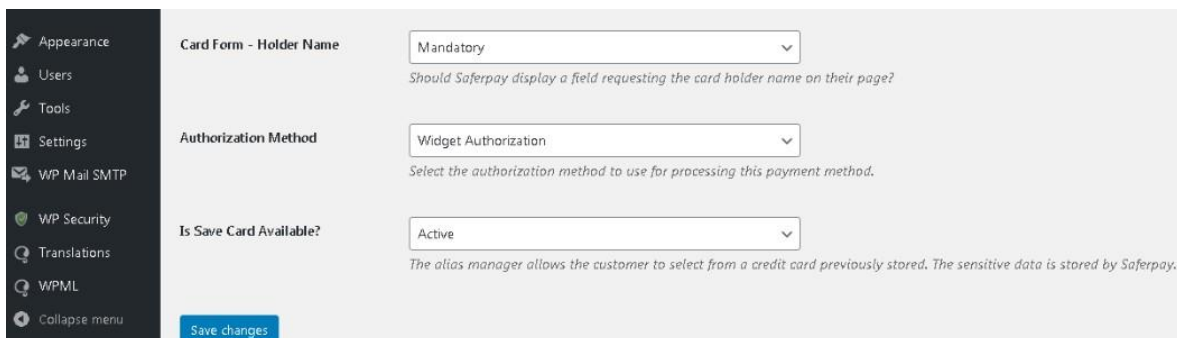 Appearance
Users
Tools
Settings
WP Mail SMTP
WP Security
Translations
WPML
Collapse menu
Card Form - Holder Name
Mandatory
Should Saferpay display a field requesting the card holder name on their page?
Authorization Method
Widget Authorization
Select the authorization method to use for processing this payment method.
Is Save Card Available?
Active
The alias manager allows the customer to select from a credit card previously stored. The sensitive data is stored by Saferpay.
Save changes